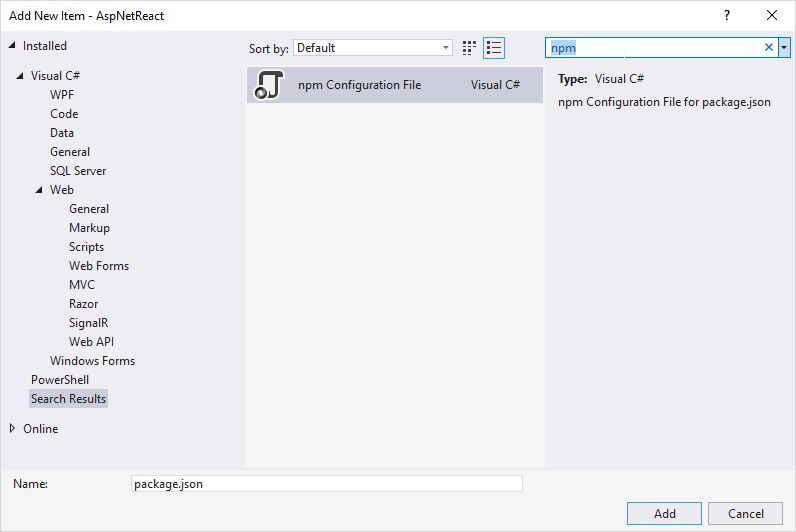 Add New Item - AspNetReact
?
Installed
Sort by: Default
npm
Visual C#
WPF
Code
Data
General
SQL Server
Web
General
Markup
Scripts
Web Forms
MVC
Razor
SignalR
Web API
Windows Forms
PowerShell
Search Results
Online
npm Configuration File Visual C#
Type: Visual C#
npm Configuration File for package.json
Name: package.json
Add Cancel